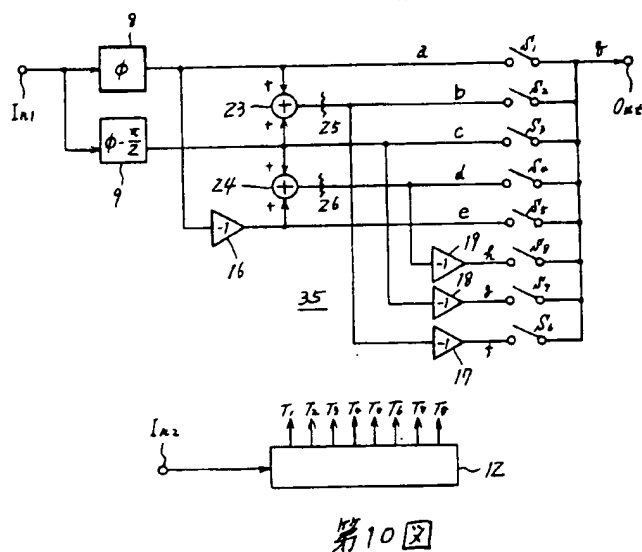 8
φ
a
S1
In1
+
b
S2
q
23
+
+
25
Out
φ-π/2
c
S3
9
+
24
+
26
d
S4
-1
e
S5
16
-1
19
h
S8
35
-1
18
g
S7
-1
17
f
S6
T1 T2 T3 T4 T5 T6 T7 T8
In2
12
第10図